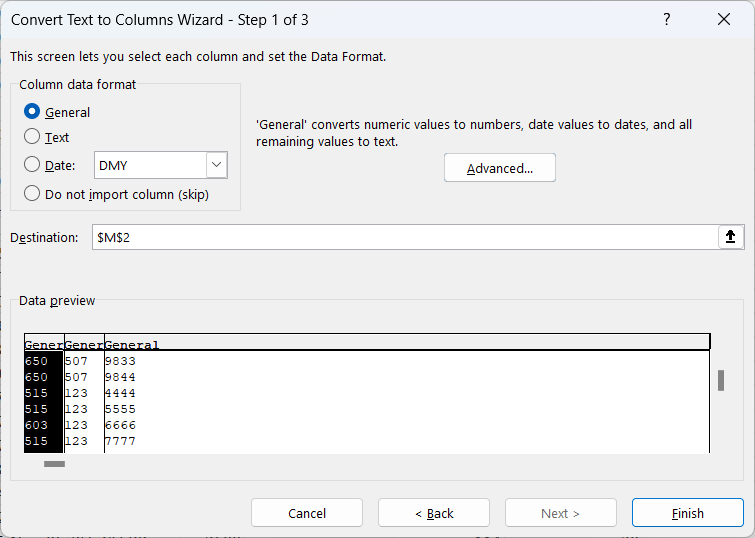 Convert Text to Columns Wizard - Step 1 of 3
?
This screen lets you select each column and set the Data Format.
Column data format
General
Text
Date: DMY
Do not import column (skip)
'General' converts numeric values to numbers, date values to dates, and all
remaining values to text.
Advanced...
Destination: $M$2
Data preview
Gener Gener General
650 507 9833
650 507 9844
515 123 4444
515 123 5555
603 123 6666
515 123 7777
Cancel < Back Next > Finish